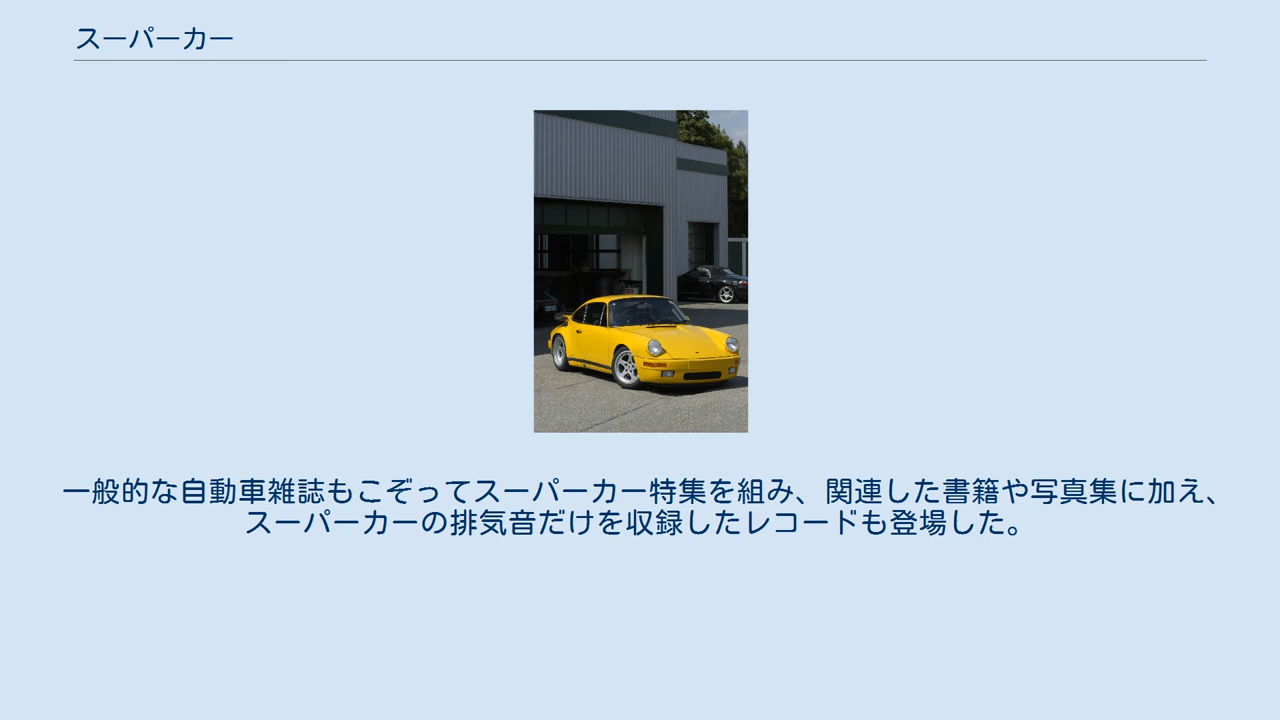 スーパーカー
一般的な自動車雑誌もこぞってスーパーカー特集を組み、関連した書籍や写真集に加え、
スーパーカーの排気音だけを収録したレコードも登場した。